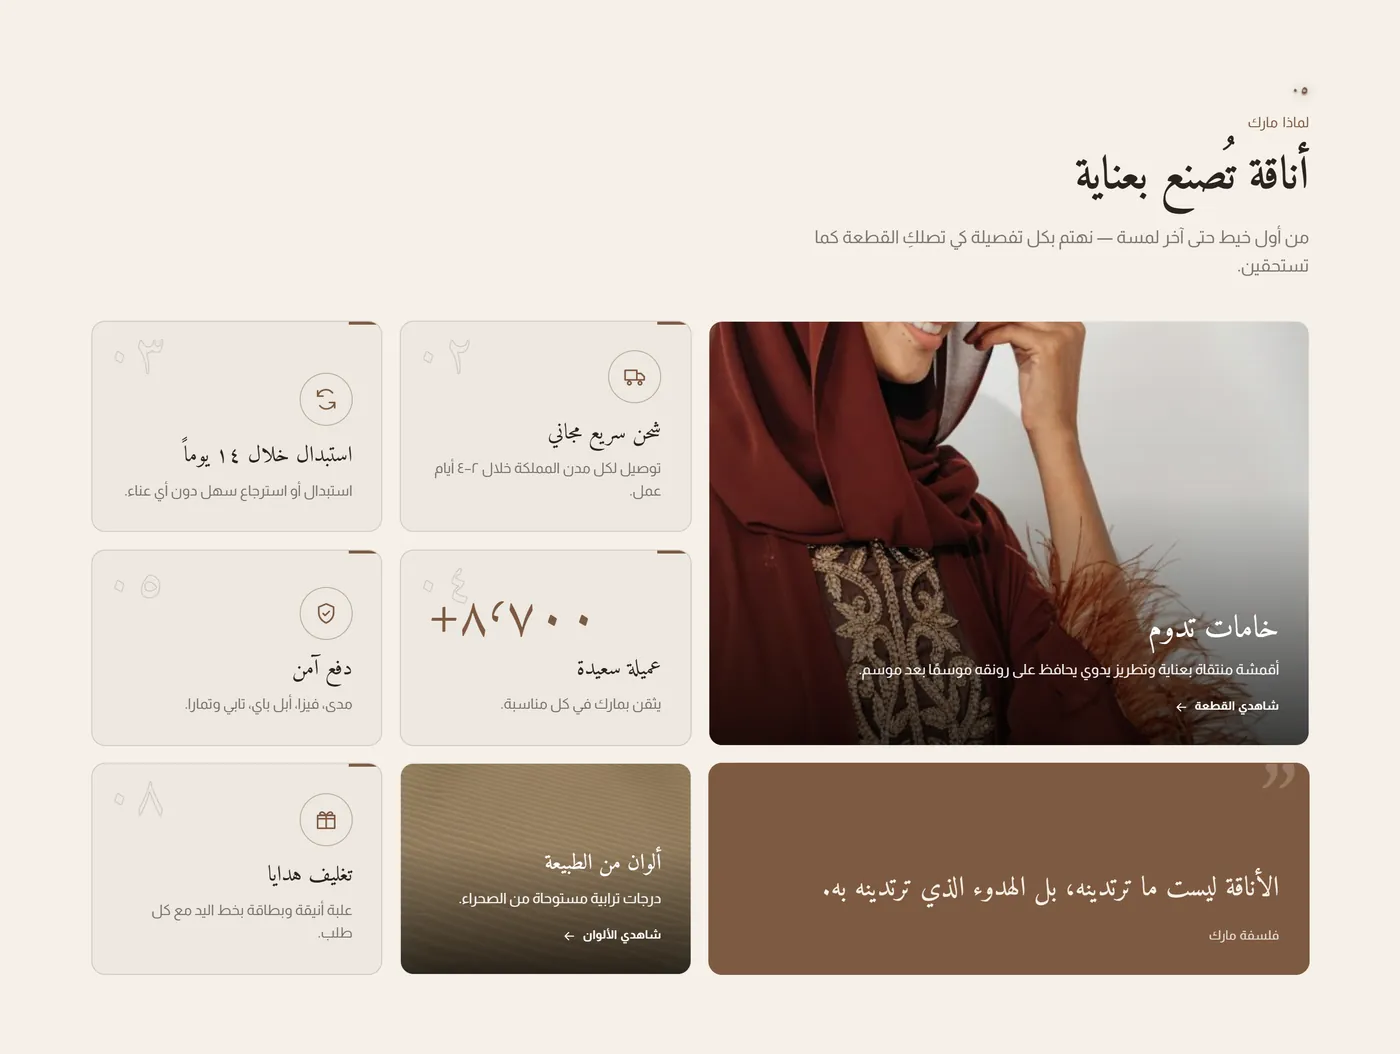 ٠٥
لماذا مارك
أناقة تُصنع بعناية
من أول خيط حتى آخر لمسة — نهتم بكل تفصيلة كي تصلكِ القطعة كما
تستحقين.
خامات تدوم
أقمشة منتقاة بعناية وتطريز يدوي يحافظ على رونقه موسمًا بعد موسم.
شاهدي القطعة ←
٠٢
شحن سريع مجاني
توصيل لكل مدن المملكة خلال ٢–٤ أيام
عمل.
٠٣
استبدال خلال ١٤ يوماً
استبدال أو استرجاع سهل دون أي عناء.
٠٤
+٨٬٧٠٠
عميلة سعيدة
يثقن بمارك في كل مناسبة.
٠٥
دفع آمن
مدى، فيزا، أبل باي، تابي وتمارا.
”
الأناقة ليست ما ترتدينه، بل الهدوء الذي ترتدينه به.
فلسفة مارك
ألوان من الطبيعة
درجات ترابية مستوحاة من الصحراء.
شاهدي الألوان ←
٠٨
تغليف هدايا
علبة أنيقة وبطاقة بخط اليد مع كل
طلب.